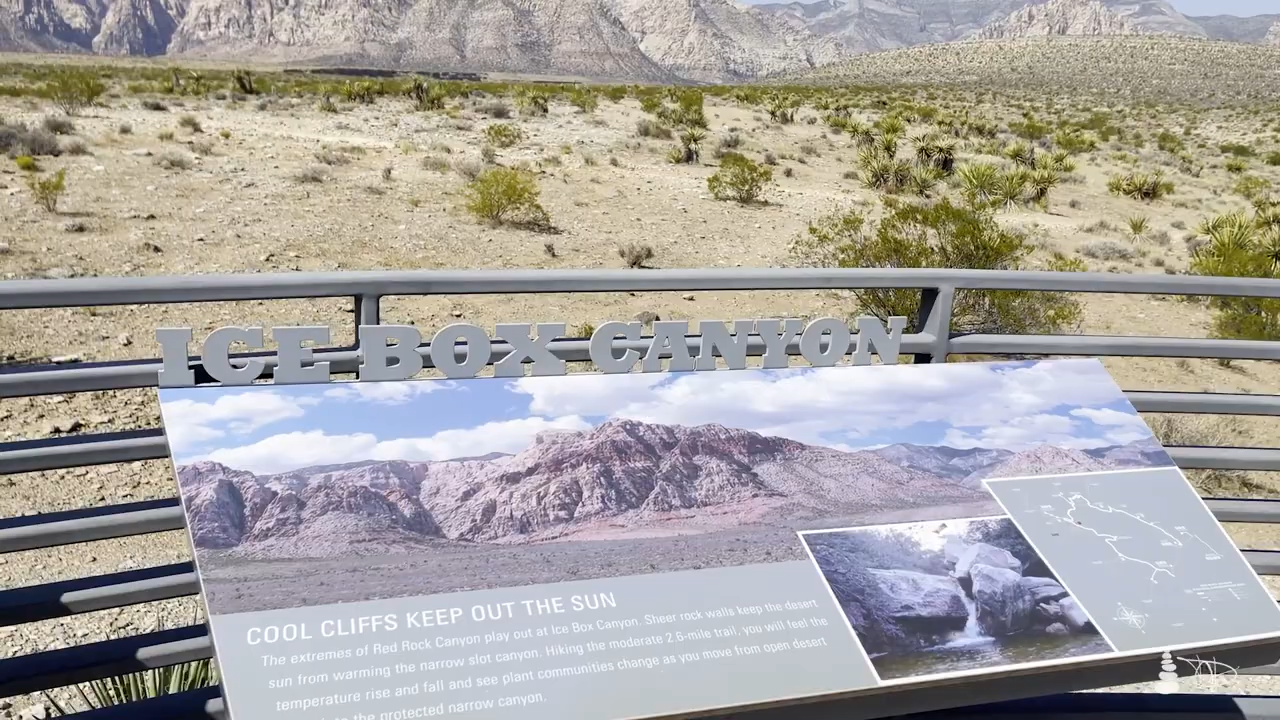 ICE BOX CANYON
COOL CLIFFS KEEP OUT THE SUN
The extremes of Red Rock Canyon play out at Ice Box Canyon. Sheer rock walls keep the desert
sun from warming the narrow slot canyon. Hiking the moderate 2.6-mile trail, you will feel the
temperature rise and fall and see plant communities change as you move from open desert
the protected narrow canyon.